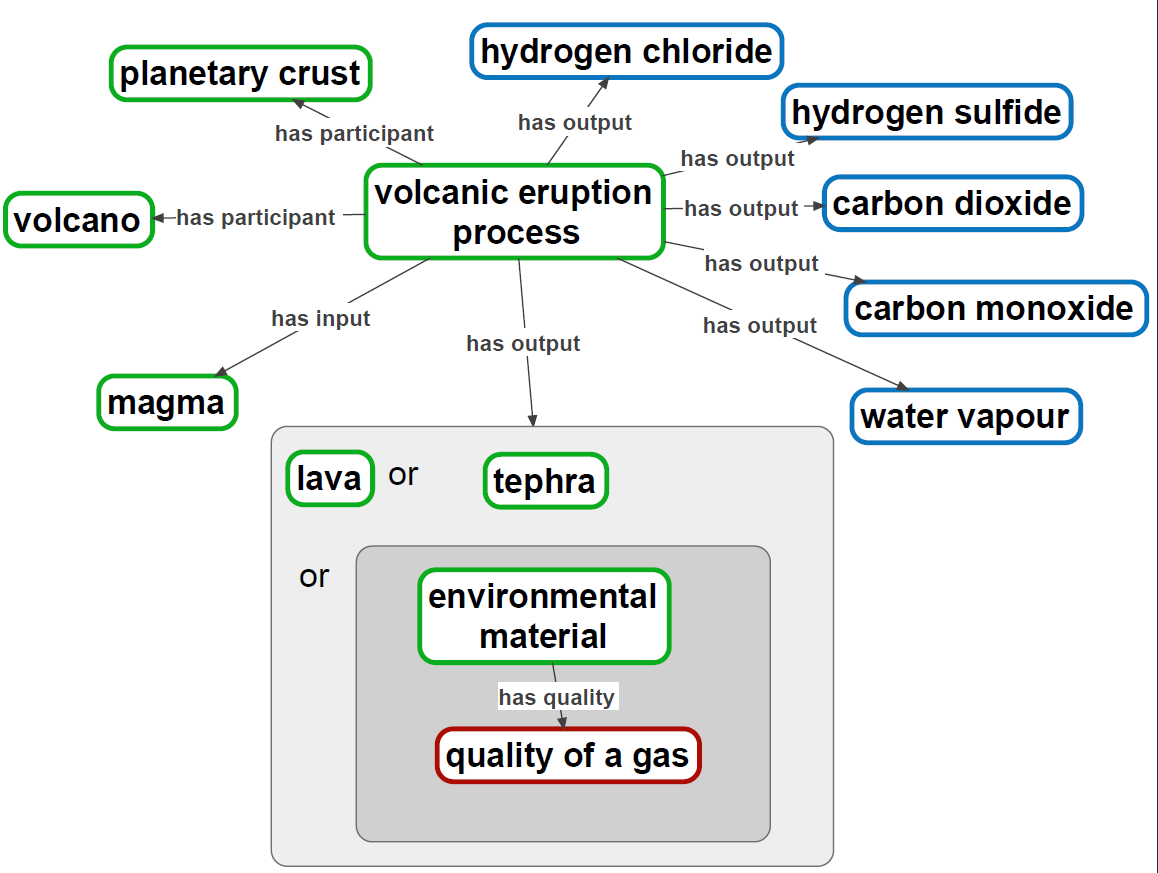 hydrogen chloride
planetary crust
hydrogen sulfide
has output
has participant
has output
volcanic eruption
process
carbon dioxide
has output
volcano
has participant
has output
carbon monoxide
has input
has output
has output
magma
water vapour
lava or tephra
or
environmental
material
has quality
quality of a gas